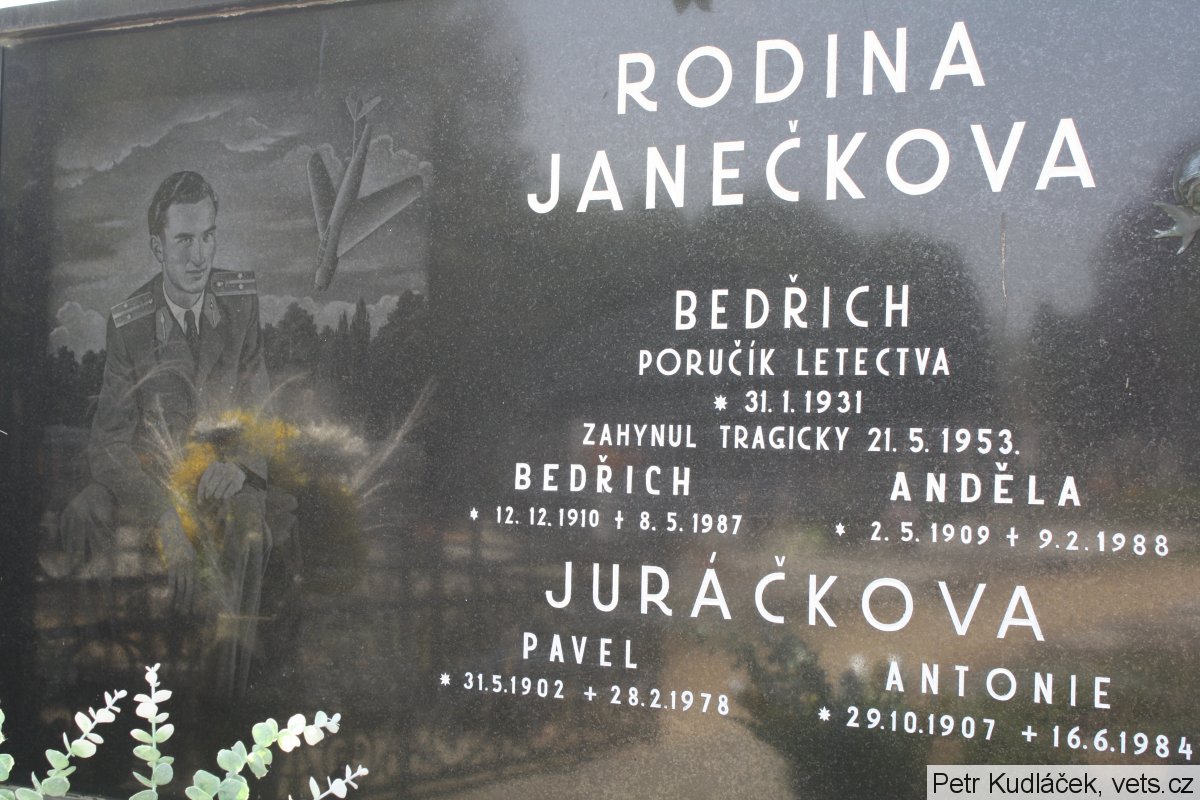 RODINA
JANEČKOVA
BEDŘICH
PORUČÍK LETECTVA
* 31. 1. 1931
ZAHYNUL TRAGICKY 21. 5. 1953.
BEDŘICH
* 12. 12. 1910 + 8. 5. 1987
ANDĚLA
* 2. 5. 1909 + 9. 2. 1988
JURÁČKOVA
PAVEL
* 31. 5. 1902 + 28. 2. 1978
ANTONIE
* 29. 10. 1907 + 16. 6. 1984
Petr Kudláček, vets.cz